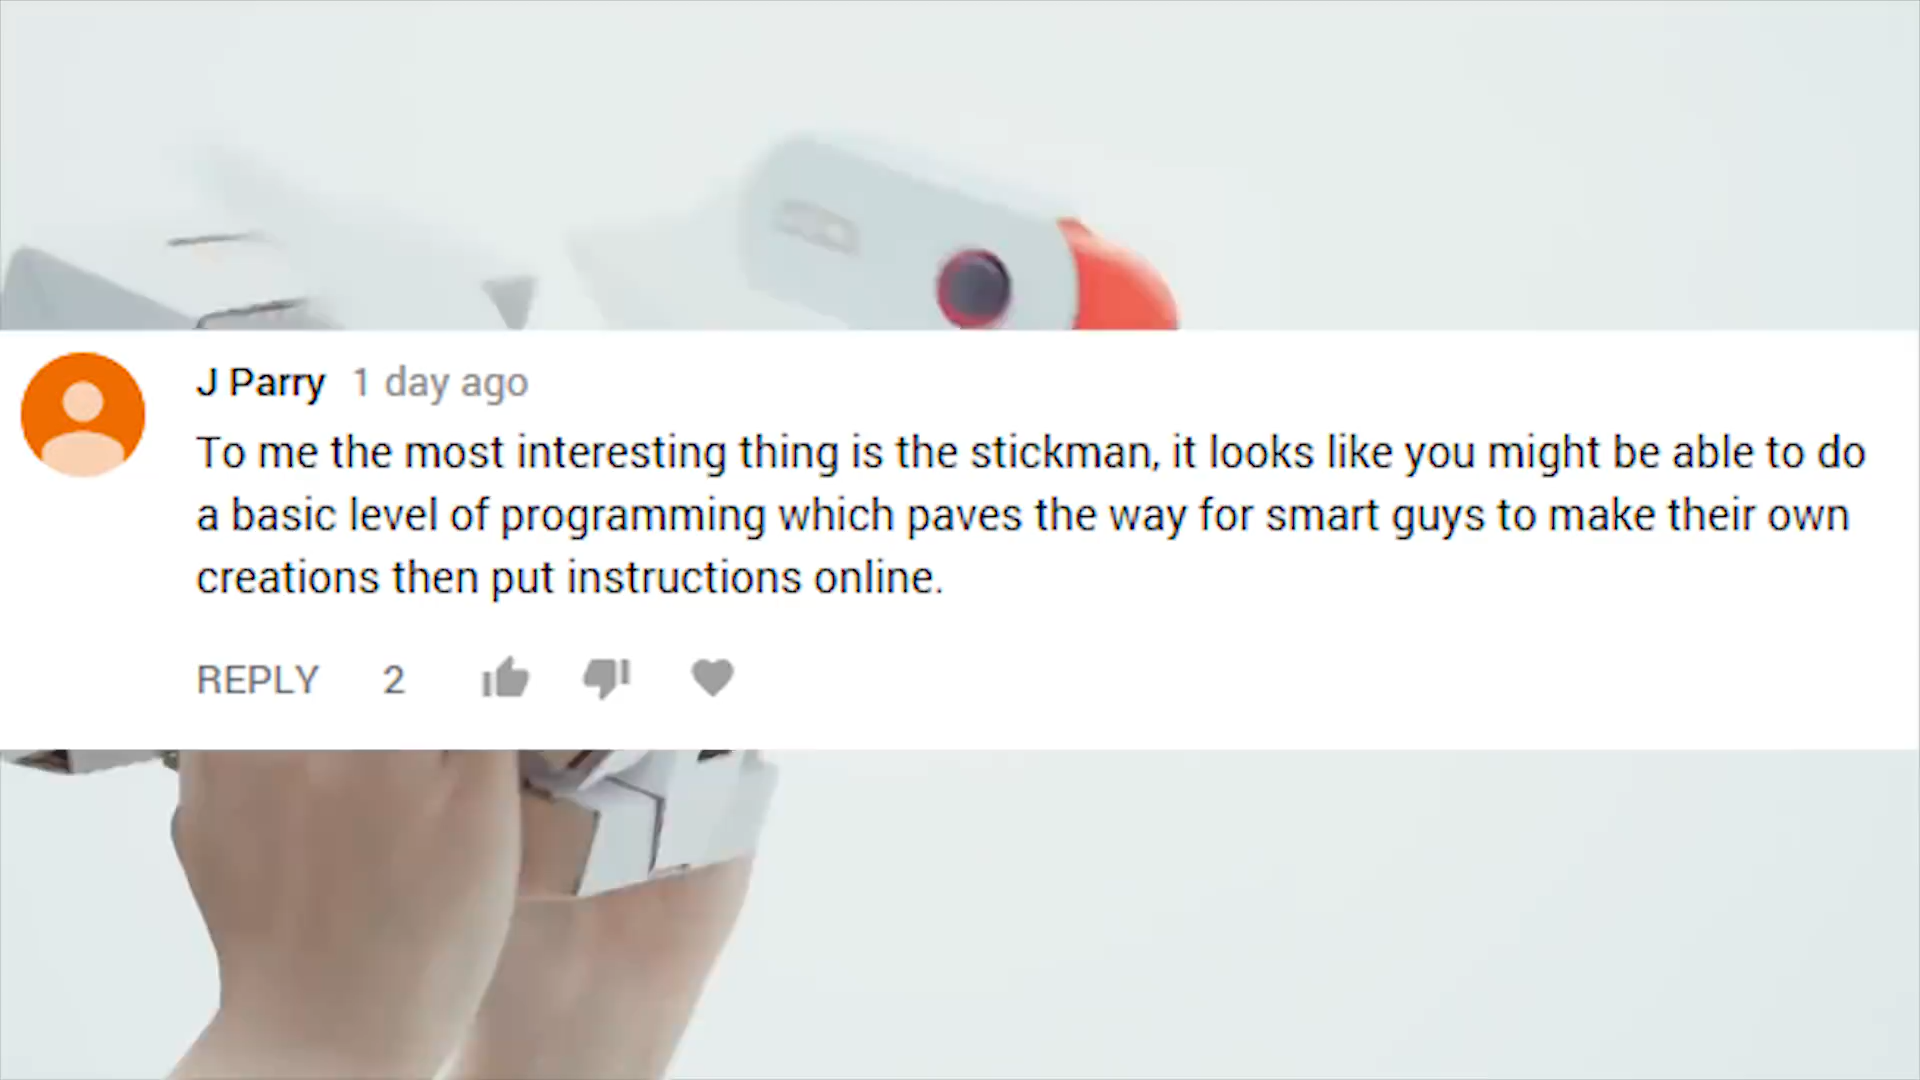 J Parry 1 day ago
To me the most interesting thing is the stickman, it looks like you might be able to do
a basic level of programming which paves the way for smart guys to make their own
creations then put instructions online.
REPLY 2